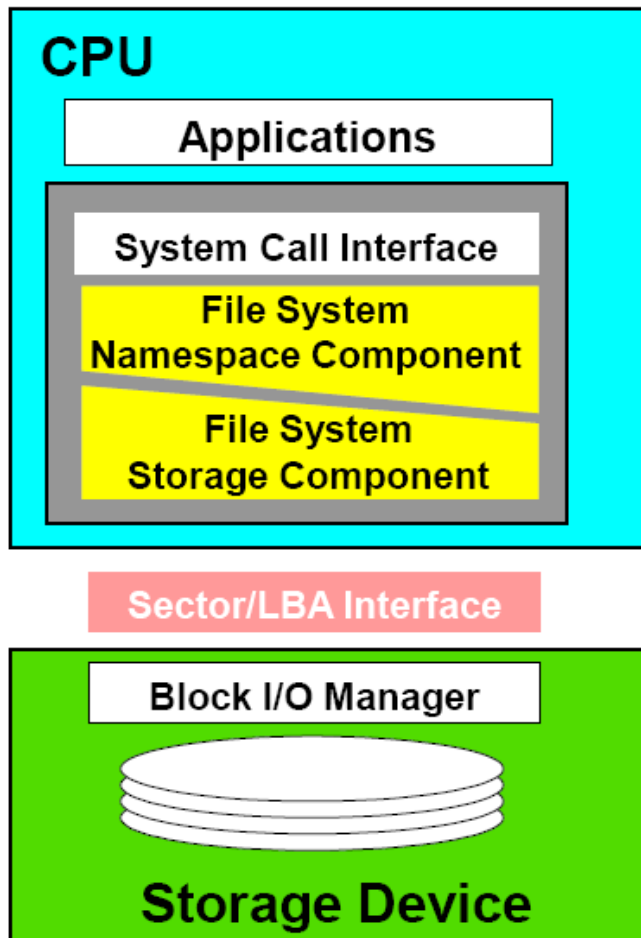 CPU
Applications
System Call Interface
File System
Namespace Component
File System
Storage Component
Sector/LBA Interface
Block I/O Manager
Storage Device